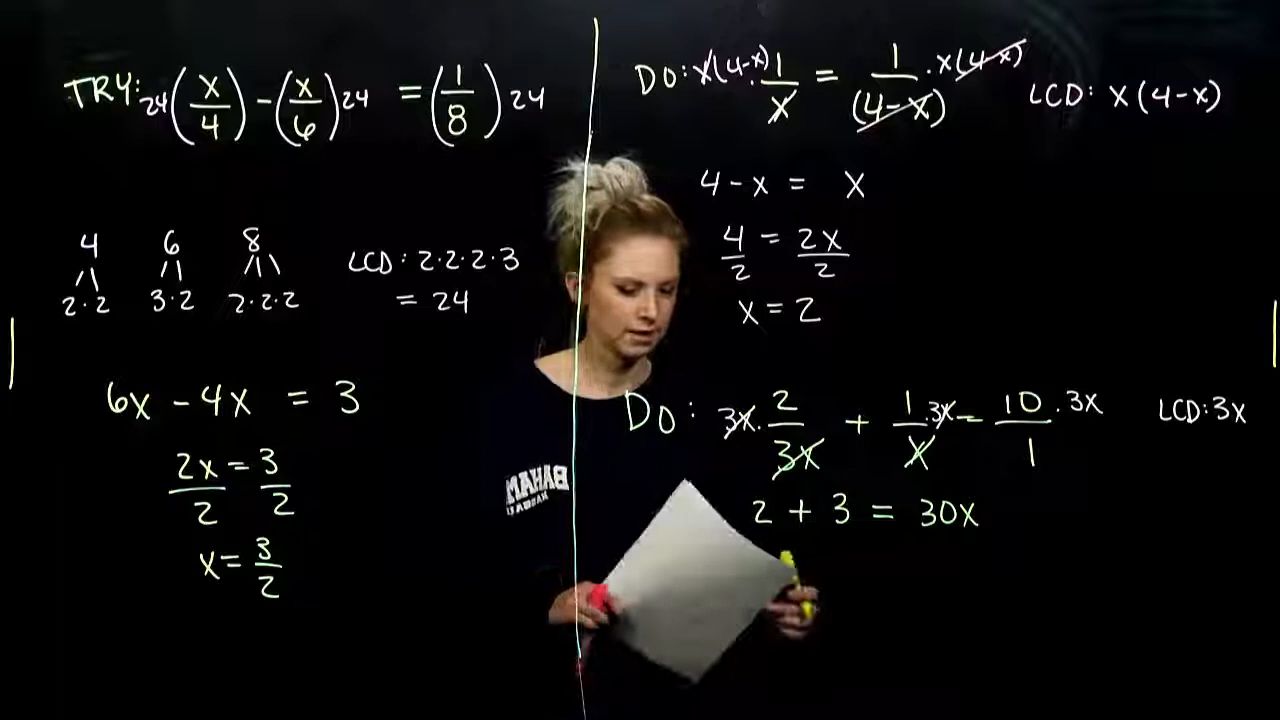 TRY: 24(x/4) - (x/6)24 = (1/8)24
4 6 8
2·2 3·2 2·2·2
LCD: 2·2·2·3
= 24
6x - 4x = 3
2x/2 = 3/2
x = 3/2
DO: x(4-x)·1/x = 1/(4-x)·x(4-x) LCD: x(4-x)
4-x = x
4/2 = 2x/2
x = 2
DO: 3x·2/3x + 1/x·3x = 10/1·3x LCD: 3x
2 + 3 = 30x
BAHAM